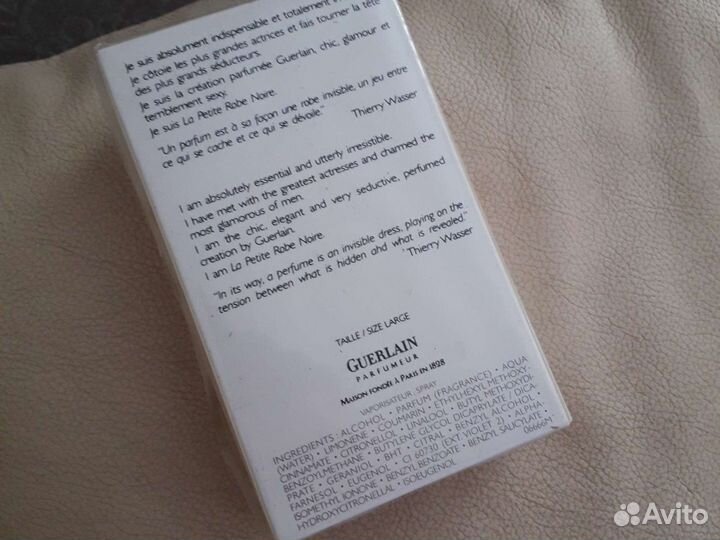 Je suis absolument indispensable et totalement
Je côtoie les plus grandes actrices et fais tourner la tête
des plus grands séducteurs.
Je suis la création parfumée Guerlain, chic, glamour et
terriblement sexy.
Je suis La Petite Robe Noire.
"Un parfum est à sa façon une robe invisible, un jeu entre
ce qui se cache et ce qui se dévoile."
Thierry Wasser
I am absolutely essential and utterly irresistible.
I have met with the greatest actresses and charmed the
most glamorous of men.
I am the chic, elegant and very seductive, perfumed
creation by Guerlain.
I am La Petite Robe Noire.
"In its way, a perfume is an invisible dress, playing on the
tension between what is hidden and what is revealed."
Thierry Wasser
TAILLE / SIZE LARGE
GUERLAIN
PARFUMEUR
MAISON FONDÉE À PARIS EN 1828
VAPORISATEUR . SPRAY
INGREDIENTS : ALCOHOL • PARFUM (FRAGRANCE) • AQUA
(WATER) • LIMONENE • COUMARIN • ETHYLHEXYL METHOXY-
CINNAMATE • CITRONELLOL • LINALOOL • BUTYL METHOXYDI-
BENZOYLMETHANE • BUTYLENE GLYCOL DICAPRYLATE / DICA-
PRATE • GERANIOL • BHT • CITRAL • BENZYL ALCOHOL •
FARNESOL • EUGENOL • CI 60730 (EXT VIOLET 2) • ALPHA-
ISOMETHYL IONONE • BENZYL BENZOATE • BENZYL SALICYLATE •
HYDROXYCITRONELLAL • ISOEUGENOL
06666M
Avito